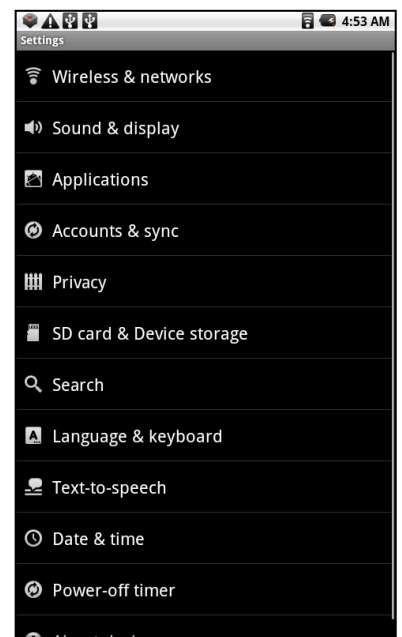 4:53 AM
Settings
Wireless & networks
Sound & display
Applications
Accounts & sync
Privacy
SD card & Device storage
Search
Language & keyboard
Text-to-speech
Date & time
Power-off timer